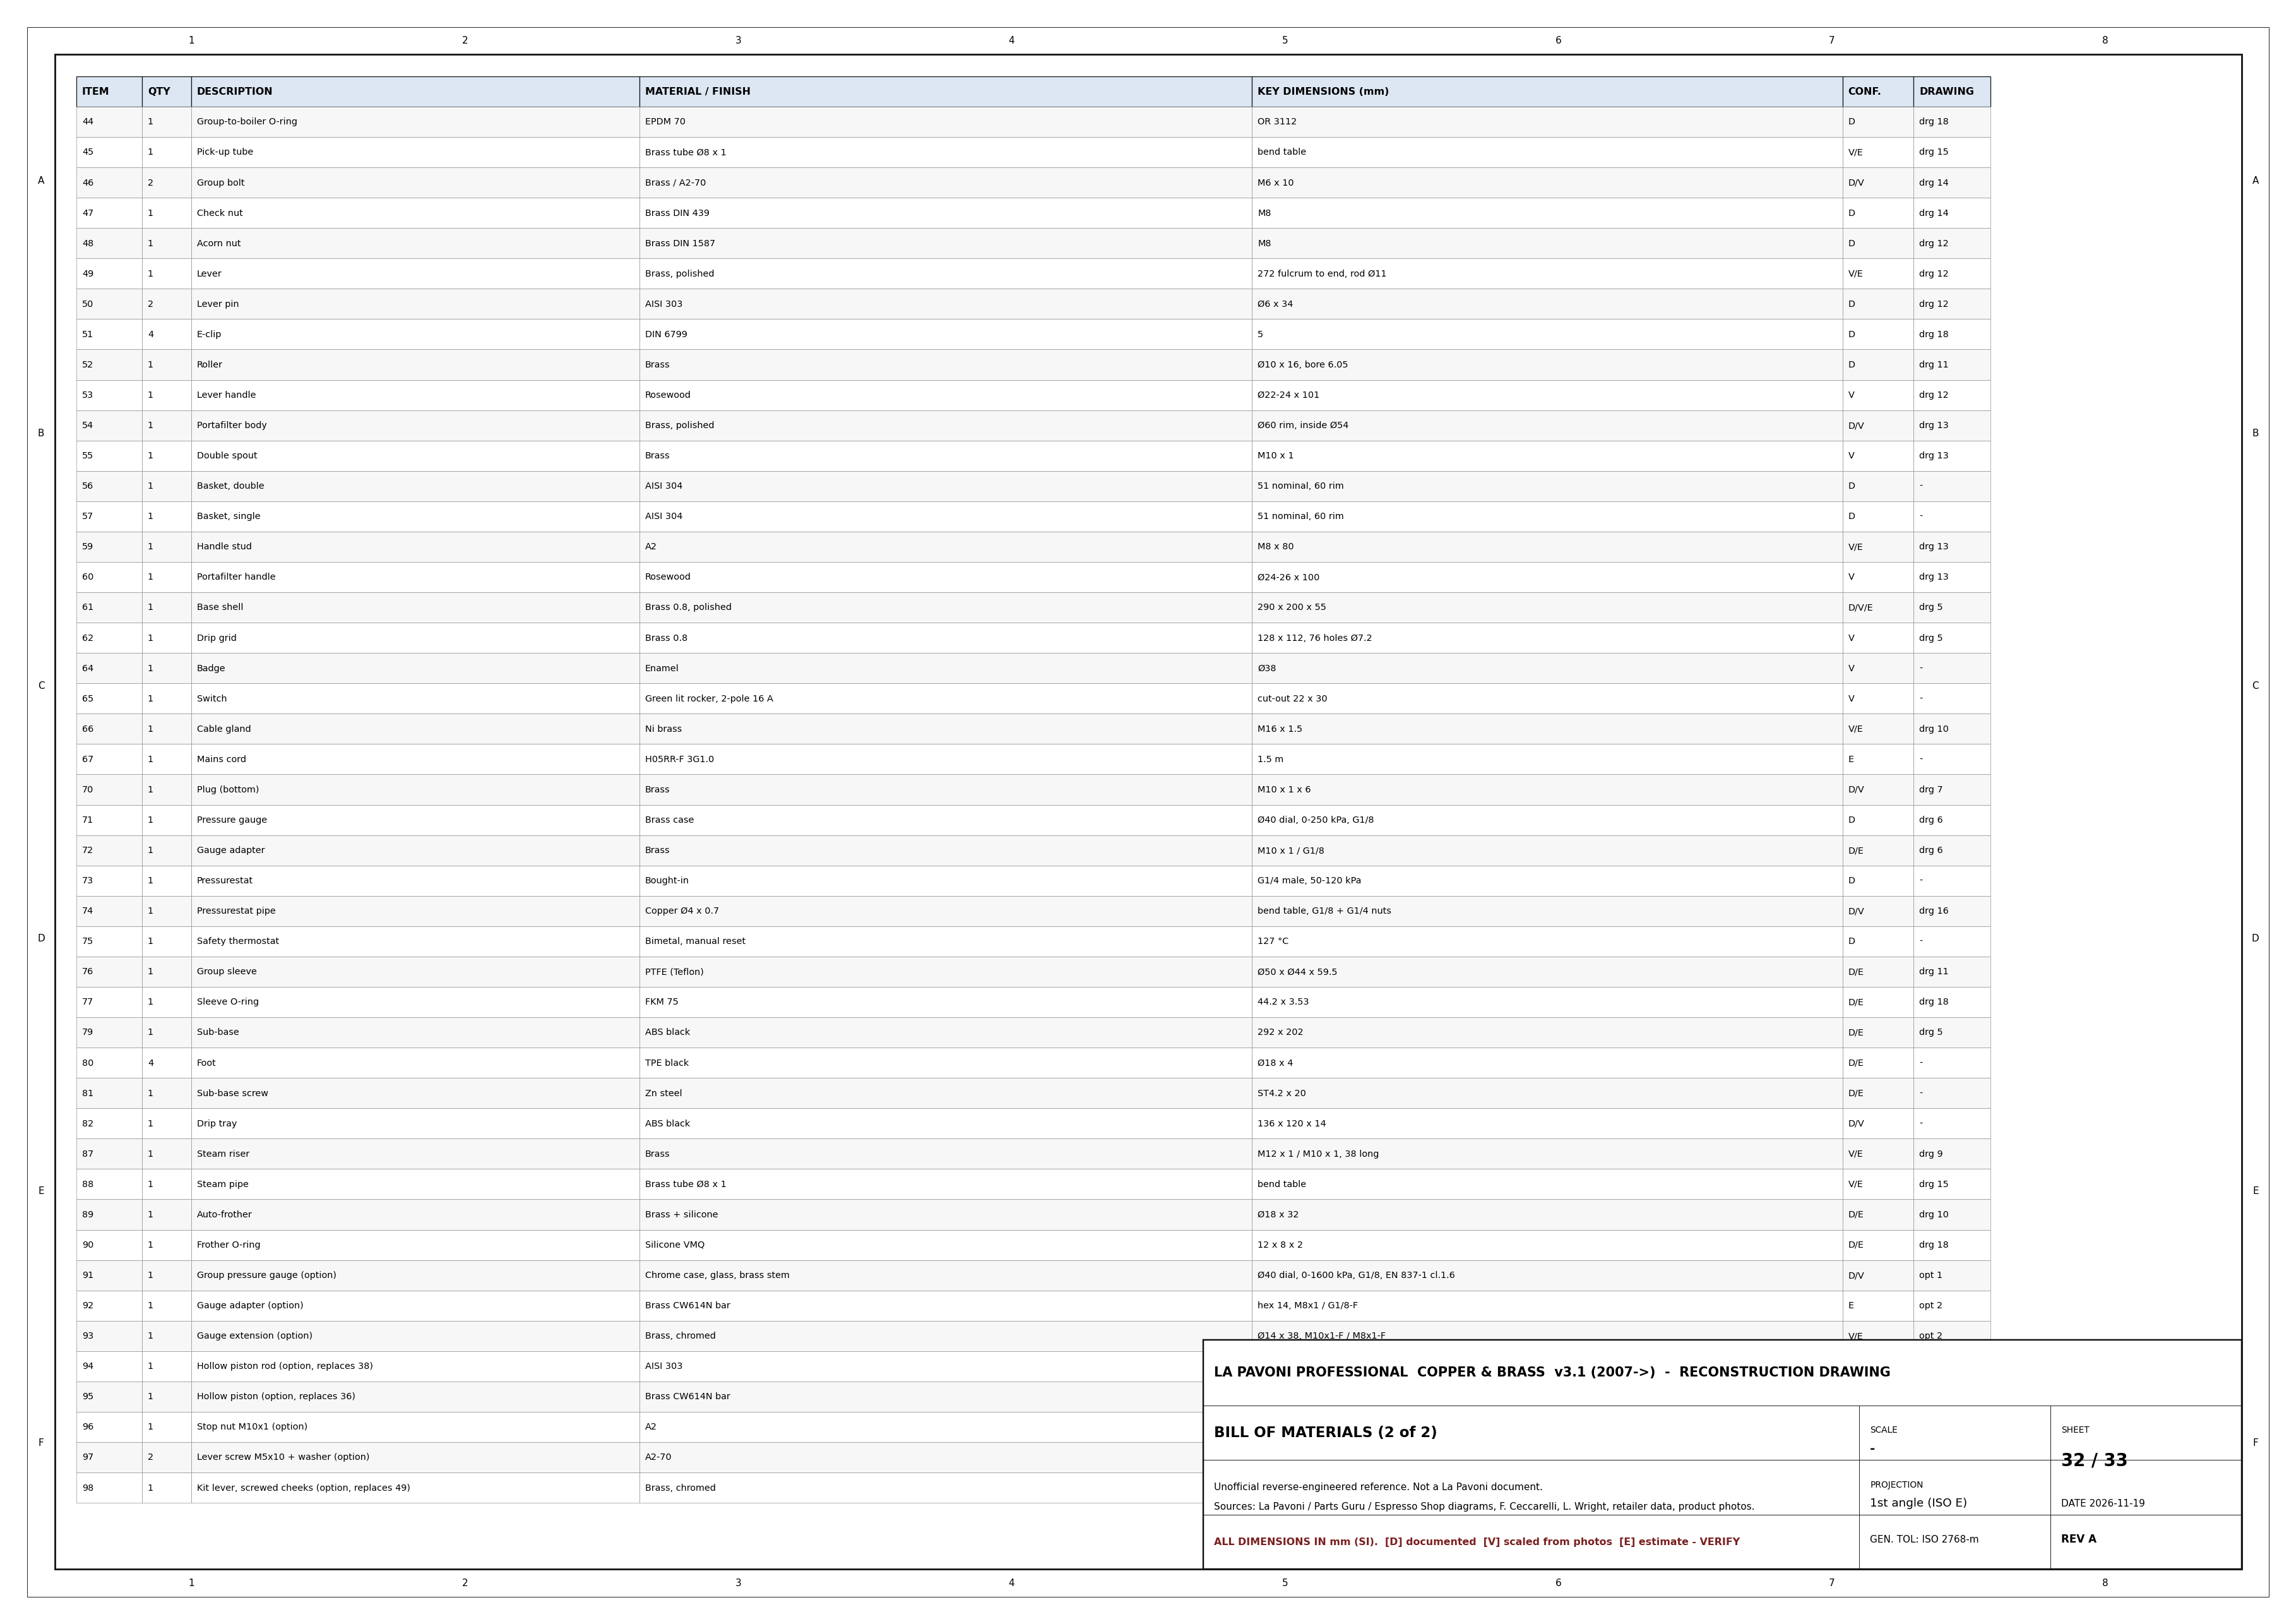 1 2 3 4 5 6 7 8
ITEM QTY DESCRIPTION MATERIAL / FINISH KEY DIMENSIONS (mm) CONF. DRAWING
44 1 Group-to-boiler O-ring EPDM 70 OR 3112 D drg 18
45 1 Pick-up tube Brass tube Ø8 x 1 bend table V/E drg 15
A A
46 2 Group bolt Brass / A2-70 M6 x 10 D/V drg 14
47 1 Check nut Brass DIN 439 M8 D drg 14
48 1 Acorn nut Brass DIN 1587 M8 D drg 12
49 1 Lever Brass, polished 272 fulcrum to end, rod Ø11 V/E drg 12
50 2 Lever pin AISI 303 Ø6 x 34 D drg 12
51 4 E-clip DIN 6799 5 D drg 18
52 1 Roller Brass Ø10 x 16, bore 6.05 D drg 11
53 1 Lever handle Rosewood Ø22-24 x 101 V drg 12
54 1 Portafilter body Brass, polished Ø60 rim, inside Ø54 D/V drg 13
B B
55 1 Double spout Brass M10 x 1 V drg 13
56 1 Basket, double AISI 304 51 nominal, 60 rim D -
57 1 Basket, single AISI 304 51 nominal, 60 rim D -
59 1 Handle stud A2 M8 x 80 V/E drg 13
60 1 Portafilter handle Rosewood Ø24-26 x 100 V drg 13
61 1 Base shell Brass 0.8, polished 290 x 200 x 55 D/V/E drg 5
62 1 Drip grid Brass 0.8 128 x 112, 76 holes Ø7.2 V drg 5
64 1 Badge Enamel Ø38 V -
C C
65 1 Switch Green lit rocker, 2-pole 16 A cut-out 22 x 30 V -
66 1 Cable gland Ni brass M16 x 1.5 V/E drg 10
67 1 Mains cord H05RR-F 3G1.0 1.5 m E -
70 1 Plug (bottom) Brass M10 x 1 x 6 D/V drg 7
71 1 Pressure gauge Brass case Ø40 dial, 0-250 kPa, G1/8 D drg 6
72 1 Gauge adapter Brass M10 x 1 / G1/8 D/E drg 6
73 1 Pressurestat Bought-in G1/4 male, 50-120 kPa D -
74 1 Pressurestat pipe Copper Ø4 x 0.7 bend table, G1/8 + G1/4 nuts D/V drg 16
D D
75 1 Safety thermostat Bimetal, manual reset 127 °C D -
76 1 Group sleeve PTFE (Teflon) Ø50 x Ø44 x 59.5 D/E drg 11
77 1 Sleeve O-ring FKM 75 44.2 x 3.53 D/E drg 18
79 1 Sub-base ABS black 292 x 202 D/E drg 5
80 4 Foot TPE black Ø18 x 4 D/E -
81 1 Sub-base screw Zn steel ST4.2 x 20 D/E -
82 1 Drip tray ABS black 136 x 120 x 14 D/V -
87 1 Steam riser Brass M12 x 1 / M10 x 1, 38 long V/E drg 9
88 1 Steam pipe Brass tube Ø8 x 1 bend table V/E drg 15
E E
89 1 Auto-frother Brass + silicone Ø18 x 32 D/E drg 10
90 1 Frother O-ring Silicone VMQ 12 x 8 x 2 D/E drg 18
91 1 Group pressure gauge (option) Chrome case, glass, brass stem Ø40 dial, 0-1600 kPa, G1/8, EN 837-1 cl.1.6 D/V opt 1
92 1 Gauge adapter (option) Brass CW614N bar hex 14, M8x1 / G1/8-F E opt 2
93 1 Gauge extension (option) Brass, chromed Ø14 x 38, M10x1-F / M8x1-F V/E opt 2
94 1 Hollow piston rod (option, replaces 38) AISI 303
95 1 Hollow piston (option, replaces 36) Brass CW614N bar
96 1 Stop nut M10x1 (option) A2
F F
97 2 Lever screw M5x10 + washer (option) A2-70
98 1 Kit lever, screwed cheeks (option, replaces 49) Brass, chromed
LA PAVONI PROFESSIONAL COPPER & BRASS v3.1 (2007->) - RECONSTRUCTION DRAWING
BILL OF MATERIALS (2 of 2)
SCALE
-
SHEET
32 / 33
Unofficial reverse-engineered reference. Not a La Pavoni document.
Sources: La Pavoni / Parts Guru / Espresso Shop diagrams, F. Ceccarelli, L. Wright, retailer data, product photos.
PROJECTION
1st angle (ISO E)
DATE 2026-11-19
ALL DIMENSIONS IN mm (SI). [D] documented [V] scaled from photos [E] estimate - VERIFY
GEN. TOL: ISO 2768-m
REV A
1 2 3 4 5 6 7 8